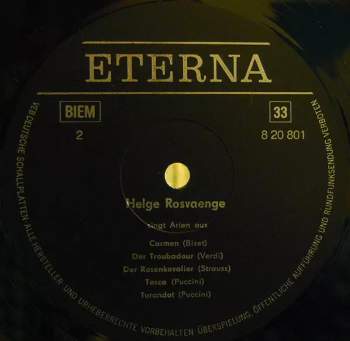 ETERNA
BIEM
33
2
8 20 801
Helge Rosvaenge
singt Arien aus
Carmen (Bizet)
Der Troubadour (Verdi)
Der Rosenkavalier (Strauss)
Tosca (Puccini)
Turandot (Puccini)
VEB DEUTSCHE SCHALLPLATTEN ALLE HERSTELLER- UND URHEBERRECHTE VORBEHALTEN ÜBERSPIELUNG, ÖFFENTLICHE AUFFÜHRUNG UND RUNDFUNKSENDUNG VERBOTEN